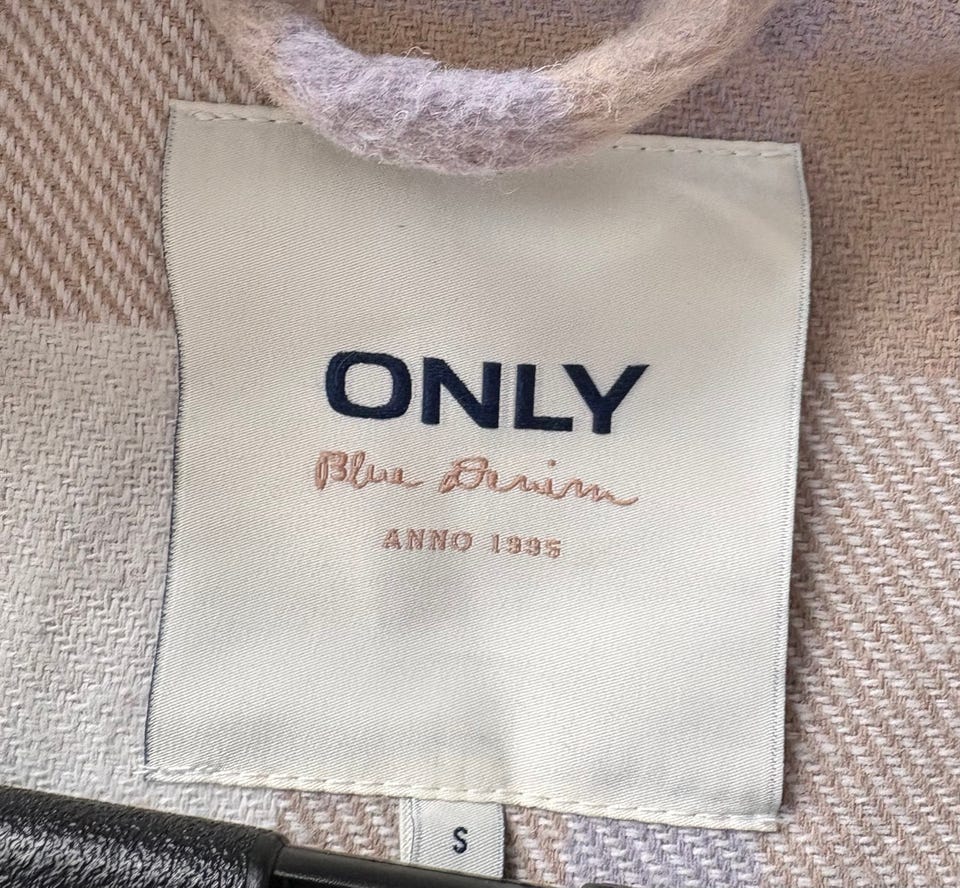 ONLY
Blue Denim
ANNO 1995
S